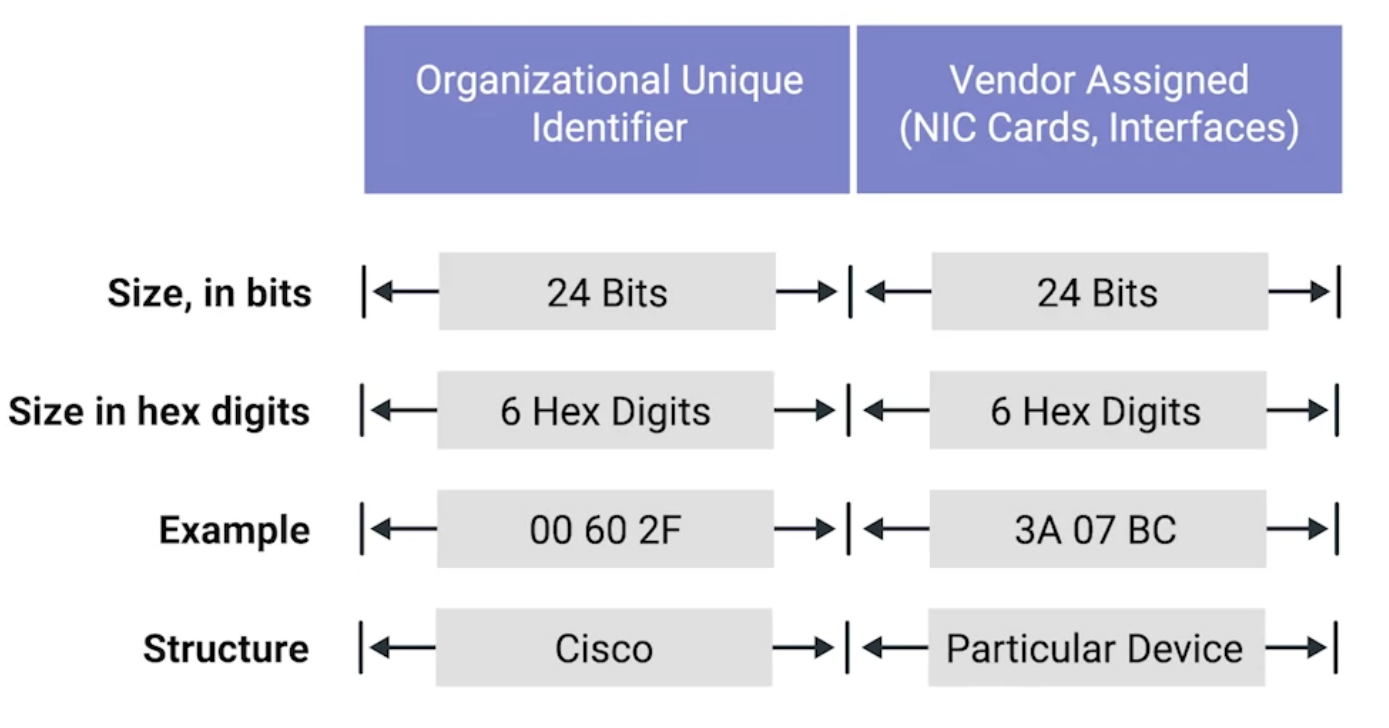 Organizational Unique
Identifier
Vendor Assigned
(NIC Cards, Interfaces)
Size, in bits
24 Bits
24 Bits
Size in hex digits
6 Hex Digits
6 Hex Digits
Example
00 60 2F
3A 07 BC
Structure
Cisco
Particular Device